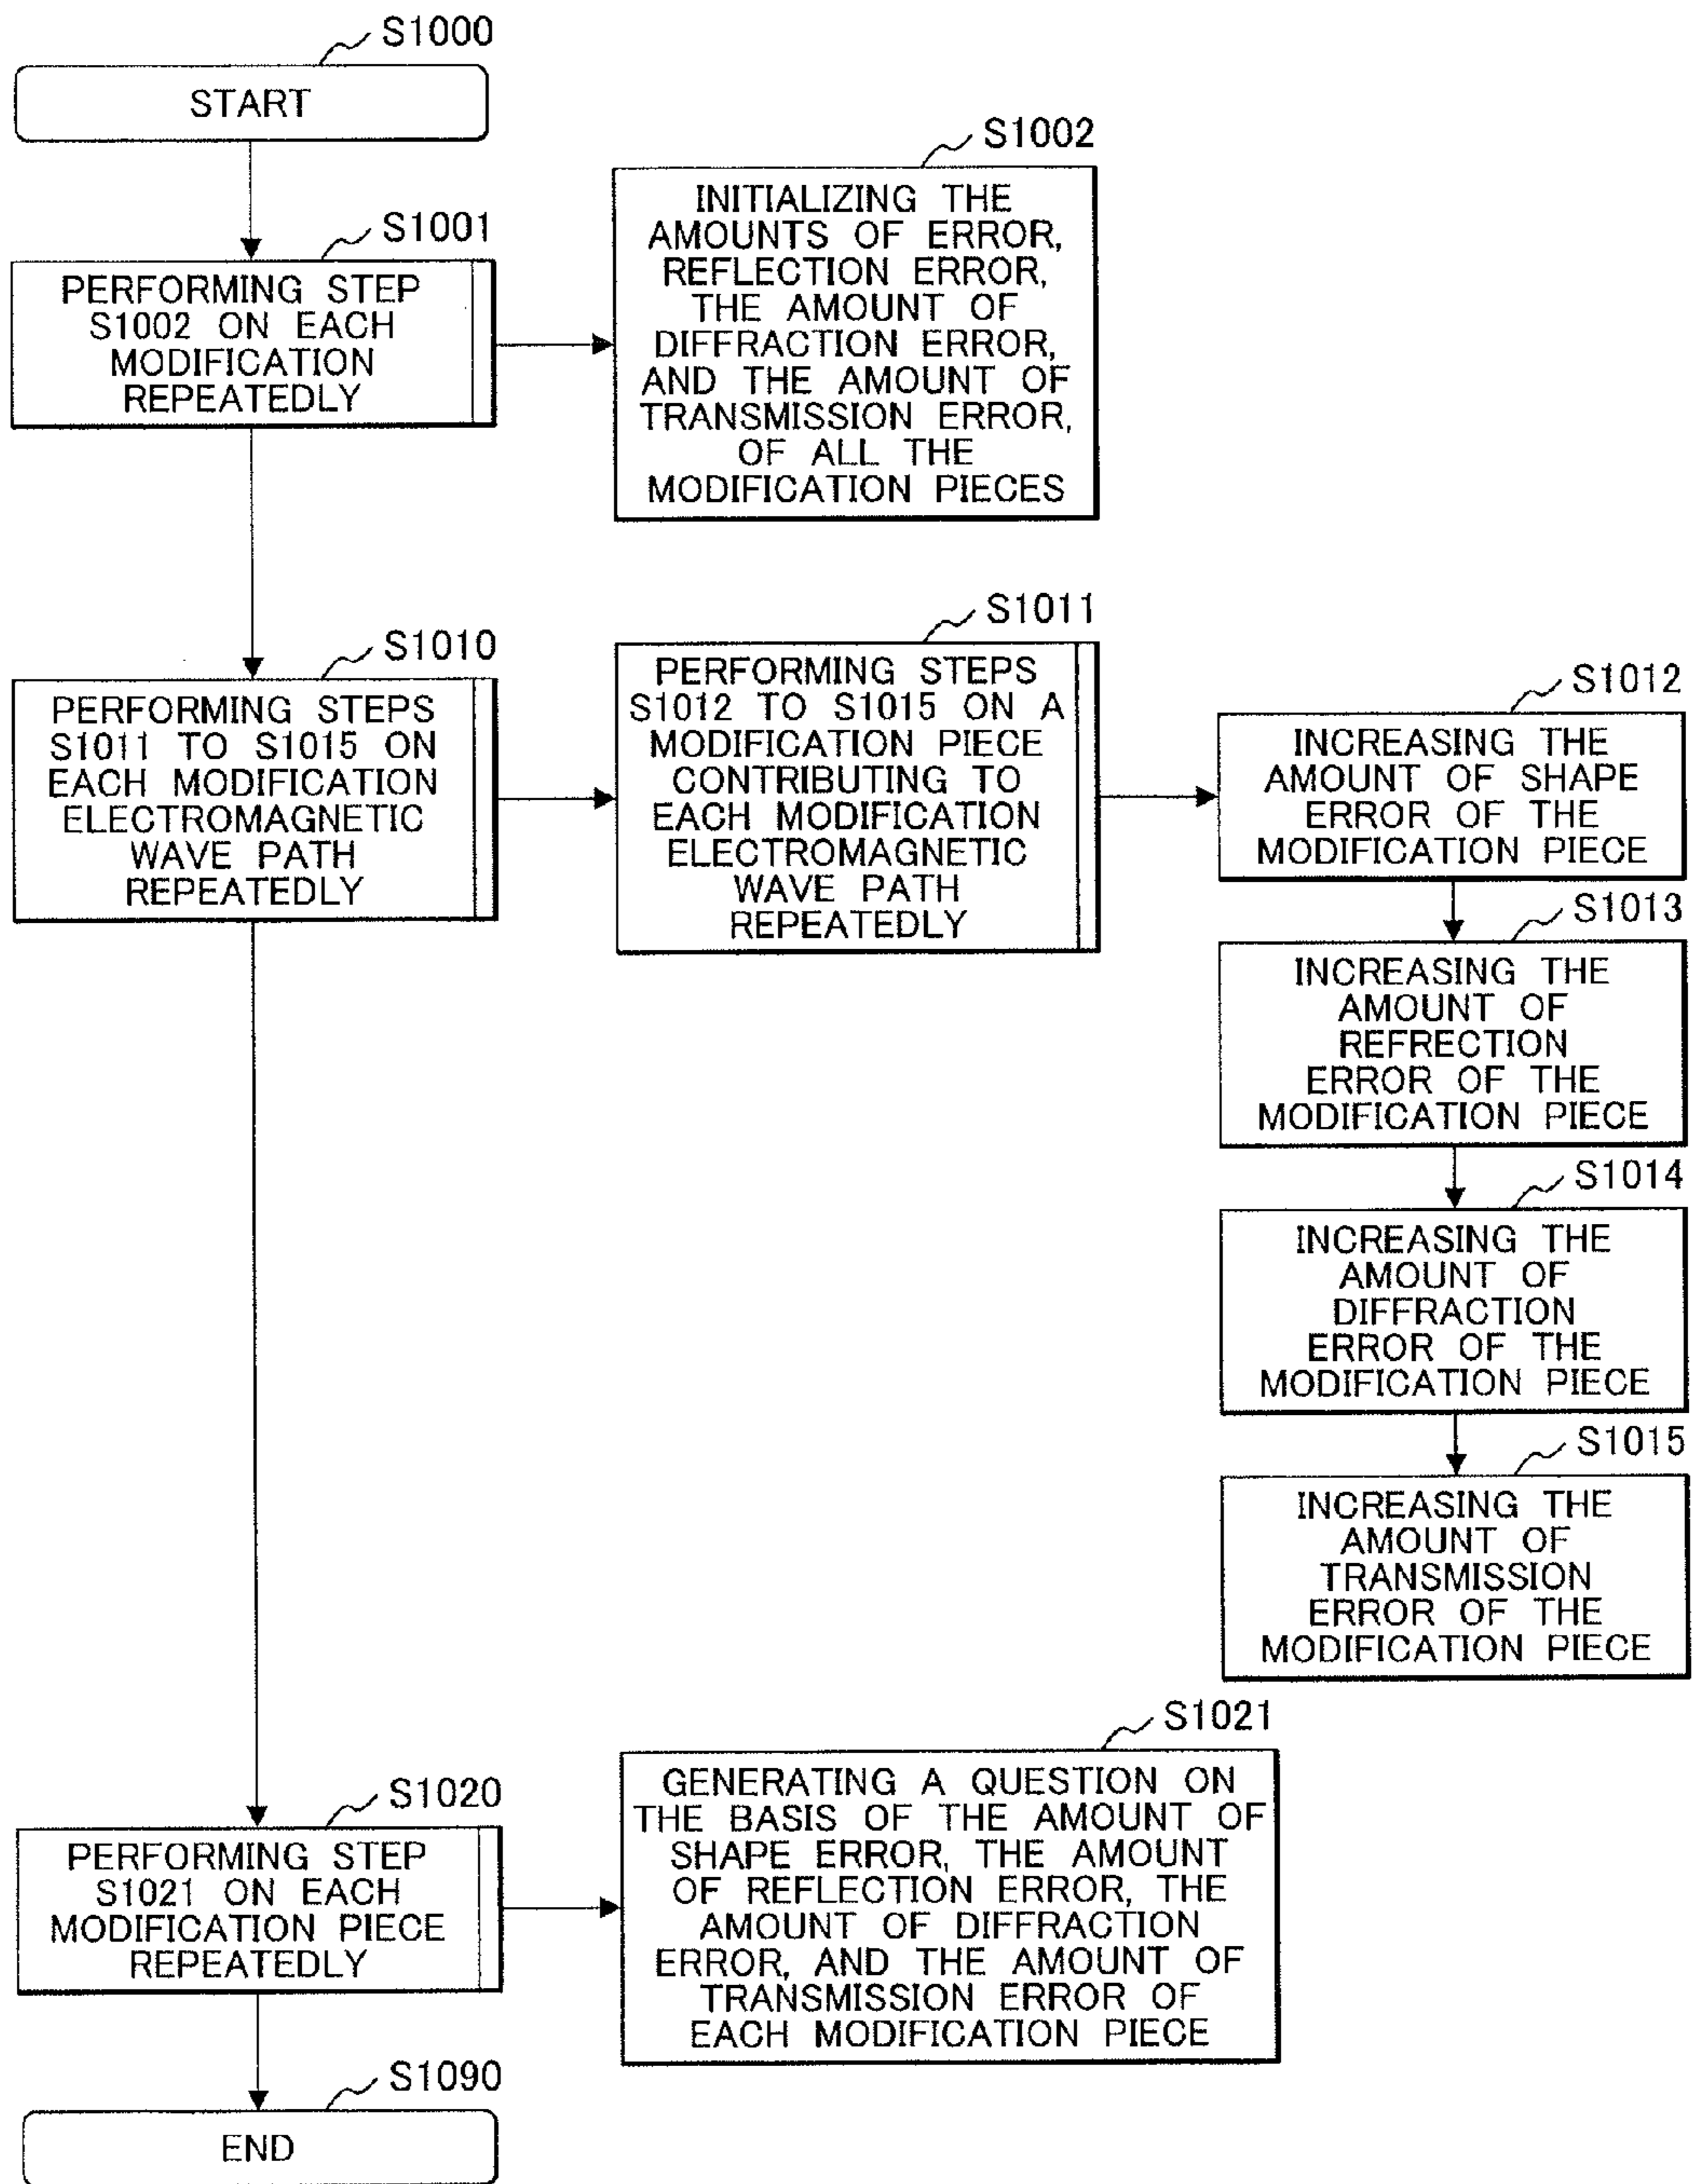 S1000
START
S1002
INITIALIZING THE
AMOUNTS OF ERROR,
REFLECTION ERROR,
THE AMOUNT OF
DIFFRACTION ERROR,
AND THE AMOUNT OF
TRANSMISSION ERROR,
OF ALL THE
MODIFICATION PIECES
S1001
PERFORMING STEP
S1002 ON EACH
MODIFICATION
REPEATEDLY
S1010
PERFORMING STEPS
S1011 TO S1015 ON
EACH MODIFICATION
ELECTROMAGNETIC
WAVE PATH
REPEATEDLY
S1011
PERFORMING STEPS
S1012 TO S1015 ON A
MODIFICATION PIECE
CONTRIBUTING TO
EACH MODIFICATION
ELECTROMAGNETIC
WAVE PATH
REPEATEDLY
S1012
INCREASING THE
AMOUNT OF SHAPE
ERROR OF THE
MODIFICATION PIECE
S1013
INCREASING THE
AMOUNT OF
REFRECTION
ERROR OF THE
MODIFICATION PIECE
S1014
INCREASING THE
AMOUNT OF
DIFFRACTION
ERROR OF THE
MODIFICATION PIECE
S1015
INCREASING THE
AMOUNT OF
TRANSMISSION
ERROR OF THE
MODIFICATION PIECE
S1020
PERFORMING STEP
S1021 ON EACH
MODIFICATION PIECE
REPEATEDLY
S1021
GENERATING A QUESTION ON
THE BASIS OF THE AMOUNT OF
SHAPE ERROR, THE AMOUNT
OF REFLECTION ERROR, THE
AMOUNT OF DIFFRACTION
ERROR, AND THE AMOUNT OF
TRANSMISSION ERROR OF
EACH MODIFICATION PIECE
S1090
END